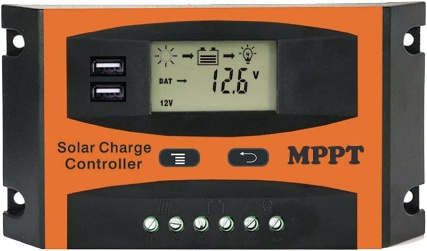 BAT
12.6 V
12V
Solar Charge
Controller
MPPT